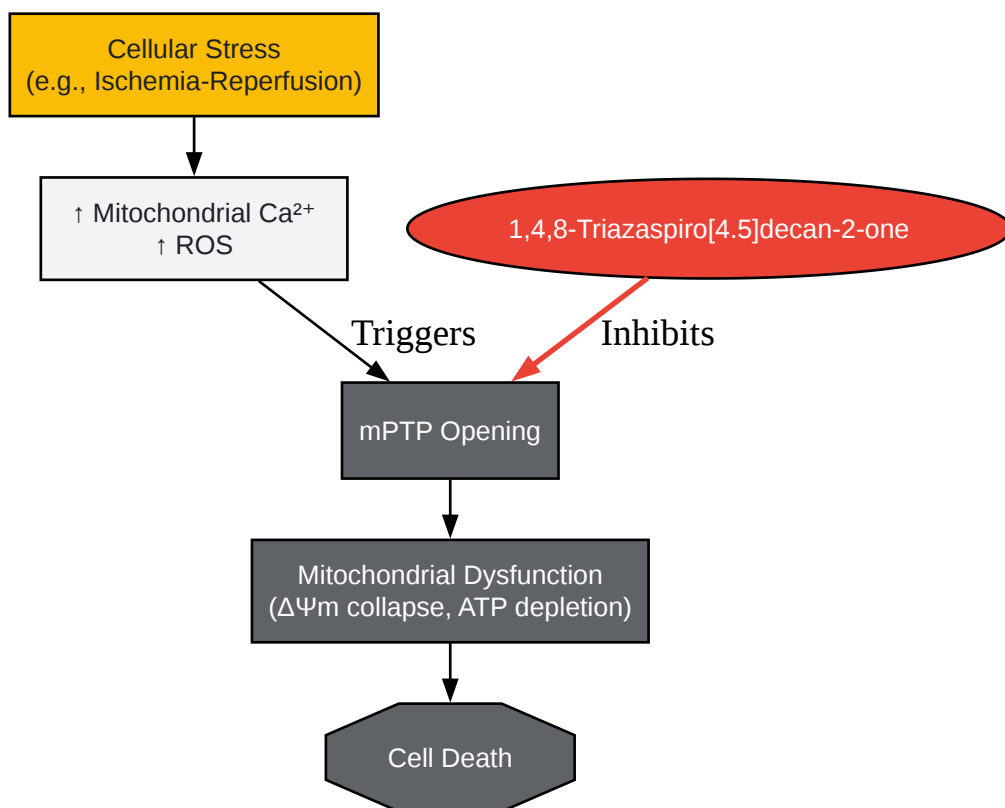 Cellular Stress
(e.g., Ischemia-Reperfusion)
↑ Mitochondrial Ca²⁺
↑ ROS
1,4,8-Triazaspiro[4.5]decan-2-one
Triggers
Inhibits
mPTP Opening
Mitochondrial Dysfunction
(ΔΨm collapse, ATP depletion)
Cell Death